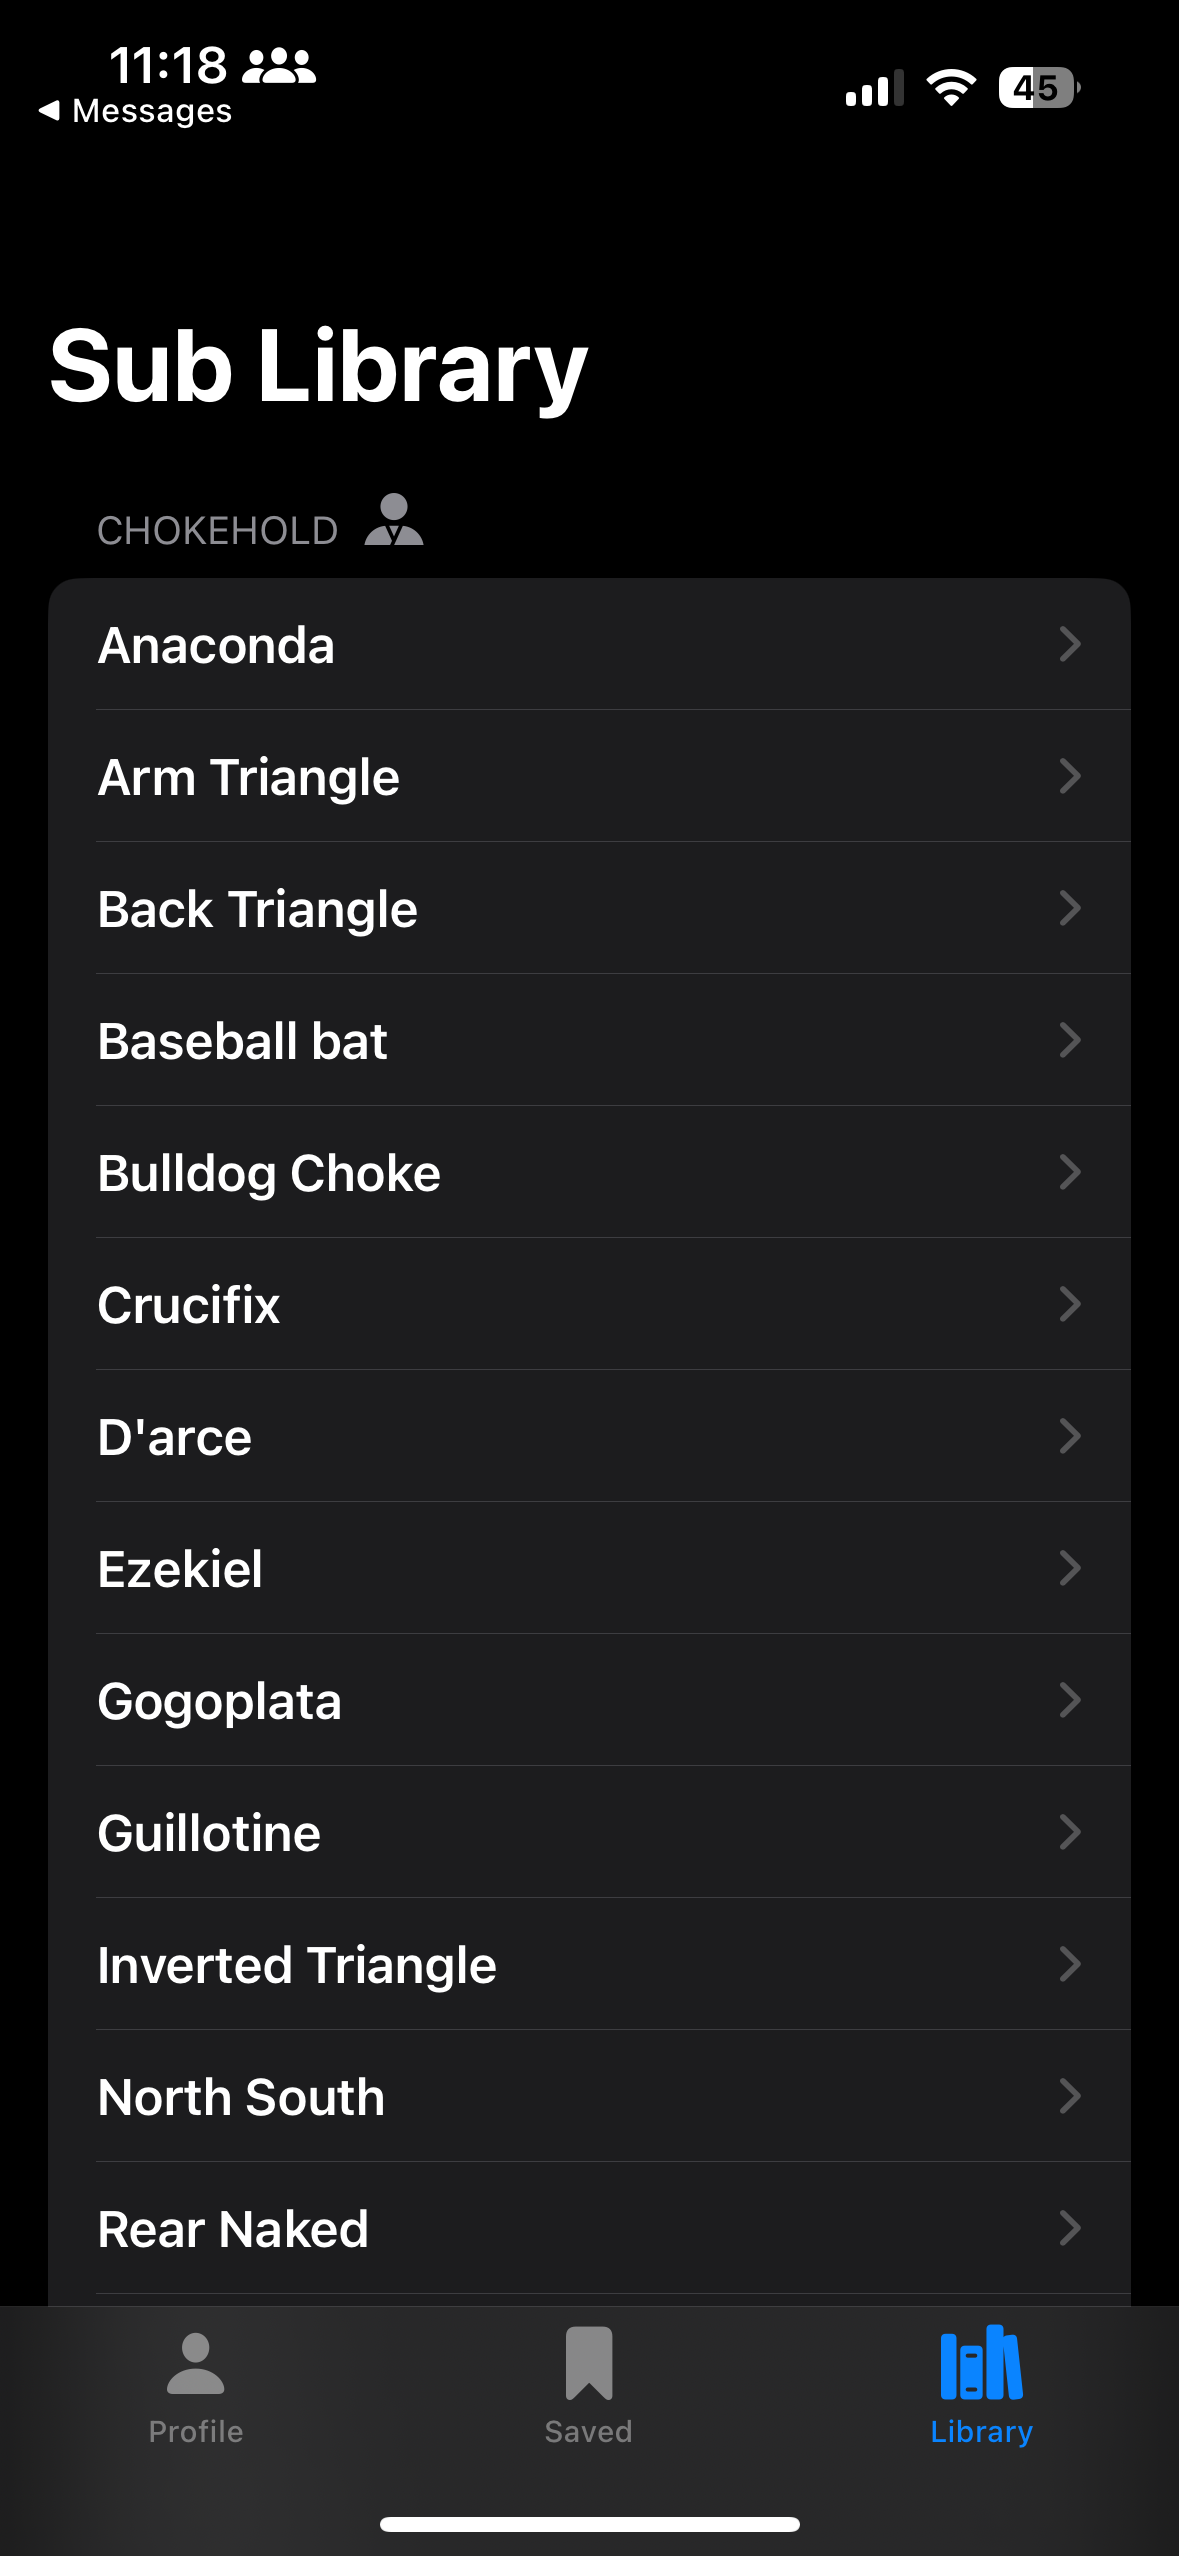 11:18
Messages
45
Sub Library
CHOKEHOLD
Anaconda
Arm Triangle
Back Triangle
Baseball bat
Bulldog Choke
Crucifix
D'arce
Ezekiel
Gogoplata
Guillotine
Inverted Triangle
North South
Rear Naked
Profile
Saved
Library